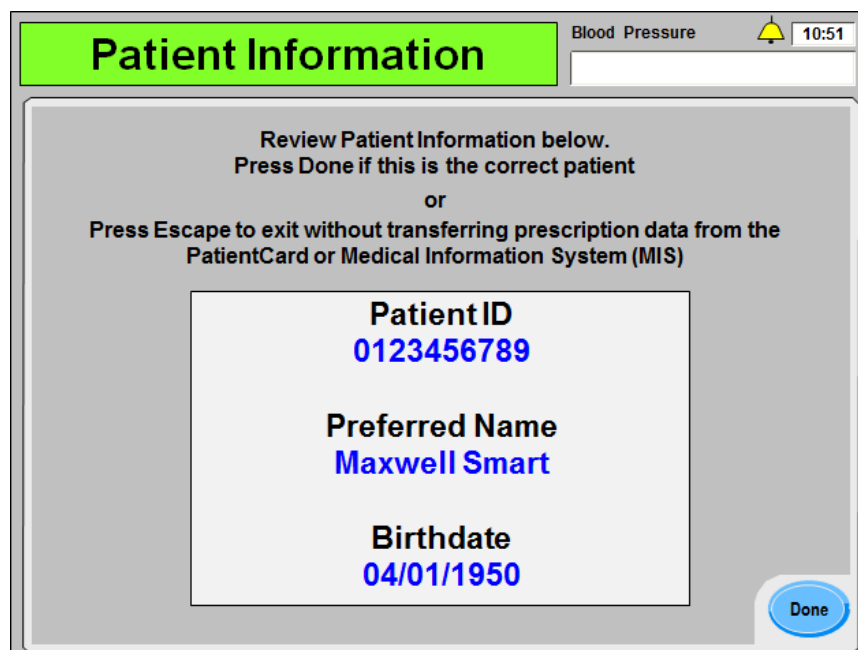 Patient Information
Blood Pressure
10:51
Review Patient Information below.
Press Done if this is the correct patient
or
Press Escape to exit without transferring prescription data from the
PatientCard or Medical Information System (MIS)
Patient ID
0123456789
Preferred Name
Maxwell Smart
Birthdate
04/01/1950
Done